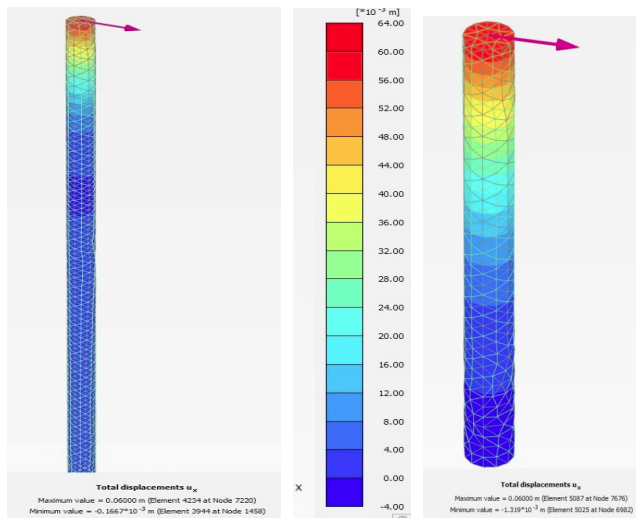 [*10⁻³ m]
64.00
60.00
56.00
52.00
48.00
44.00
40.00
36.00
32.00
28.00
24.00
20.00
16.00
12.00
8.00
4.00
0.00
-4.00
X
Total displacements uₓ
Maximum value = 0.06000 m (Element 4234 at Node 7220)
Minimum value = -0.1667*10⁻³ m (Element 3944 at Node 1458)
Total displacements uₓ
Maximum value = 0.06000 m (Element 5087 at Node 7676)
Minimum value = -1.319*10⁻³ m (Element 5025 at Node 6982)